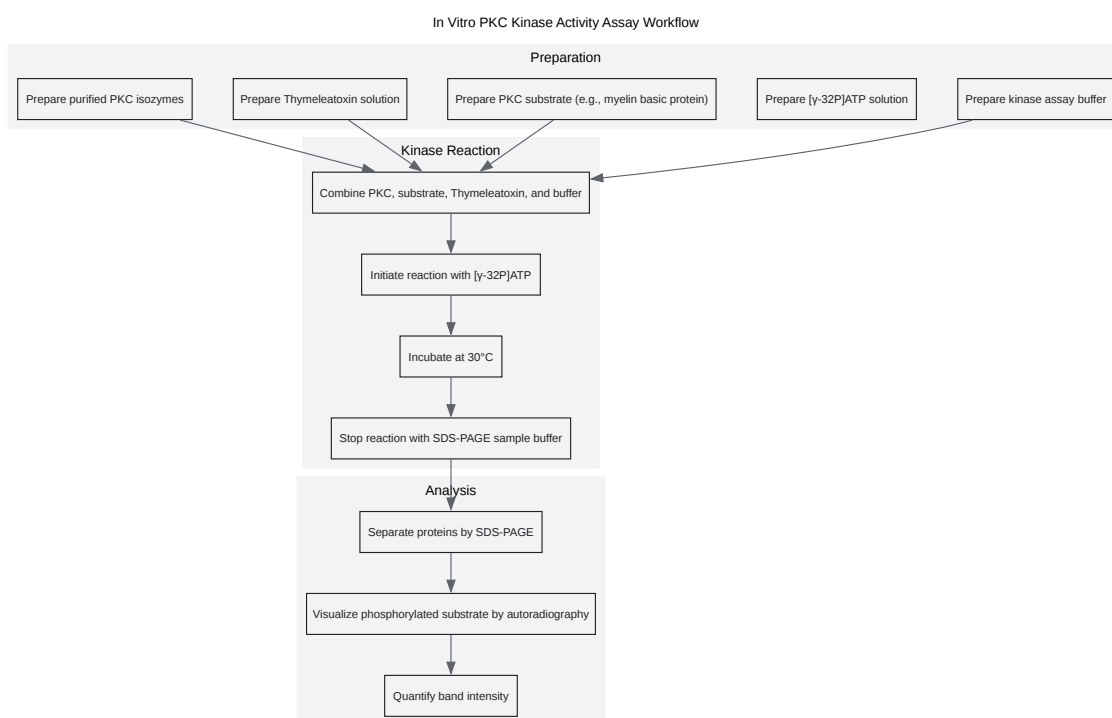 In Vitro PKC Kinase Activity Assay Workflow
Preparation
Prepare purified PKC isozymes
Prepare Thymeleatoxin solution
Prepare PKC substrate (e.g., myelin basic protein)
Prepare [γ-32P]ATP solution
Prepare kinase assay buffer
Kinase Reaction
Combine PKC, substrate, Thymeleatoxin, and buffer
Initiate reaction with [γ-32P]ATP
Incubate at 30°C
Stop reaction with SDS-PAGE sample buffer
Analysis
Separate proteins by SDS-PAGE
Visualize phosphorylated substrate by autoradiography
Quantify band intensity